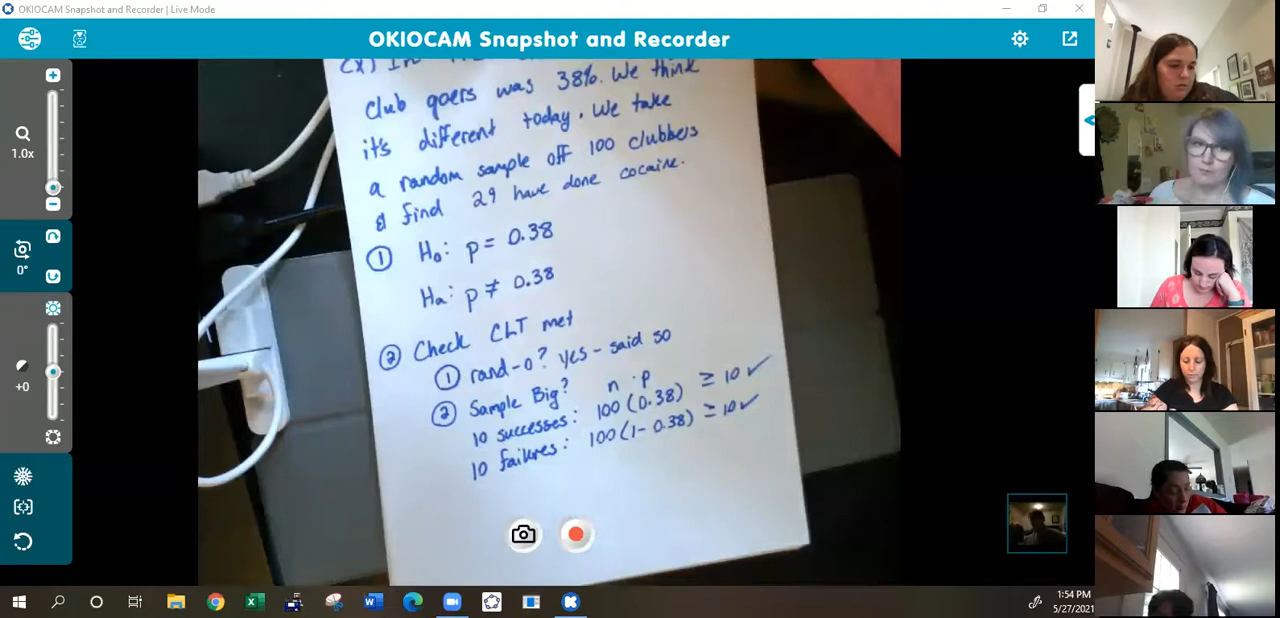 OKIOCAM Snapshot and Recorder | Live Mode
OKIOCAM Snapshot and Recorder
1.0x
0°
+0
club goers was 38%. We think
it's different today. We take
a random sample off 100 clubbers
& find 29 have done cocaine.
① H₀: p = 0.38
Hₐ: p ≠ 0.38
② Check CLT met
① rand-o? yes - said so
② Sample Big? n · p
10 successes: 100 (0.38) ≥ 10 ✓
10 failures: 100 (1 - 0.38) ≥ 10 ✓
1:54 PM
5/27/2021